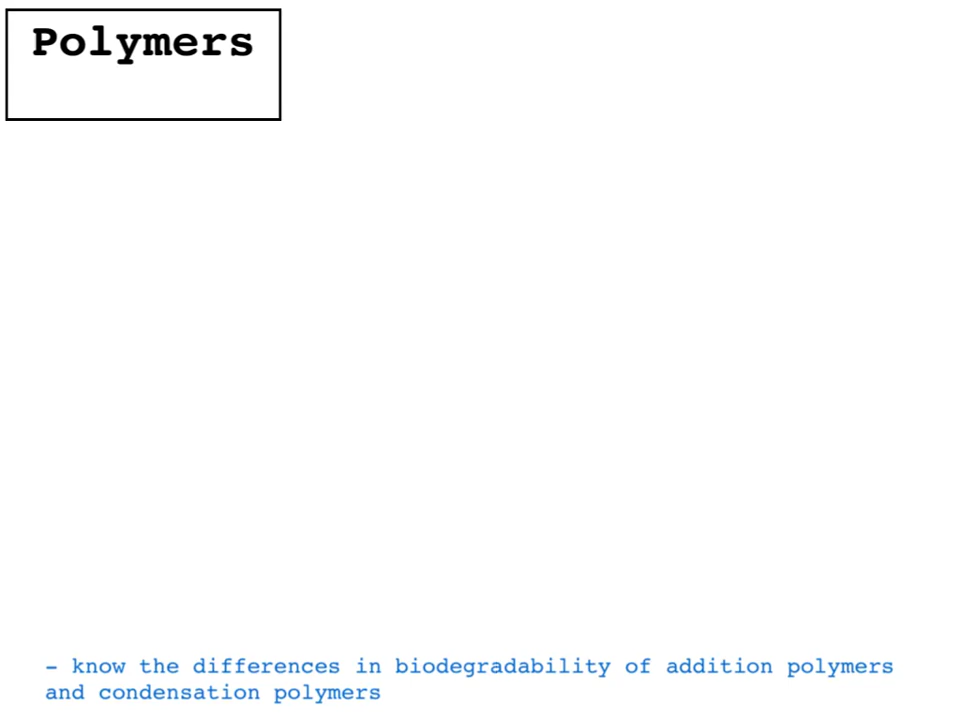 Polymers
- know the differences in biodegradability of addition polymers
and condensation polymers